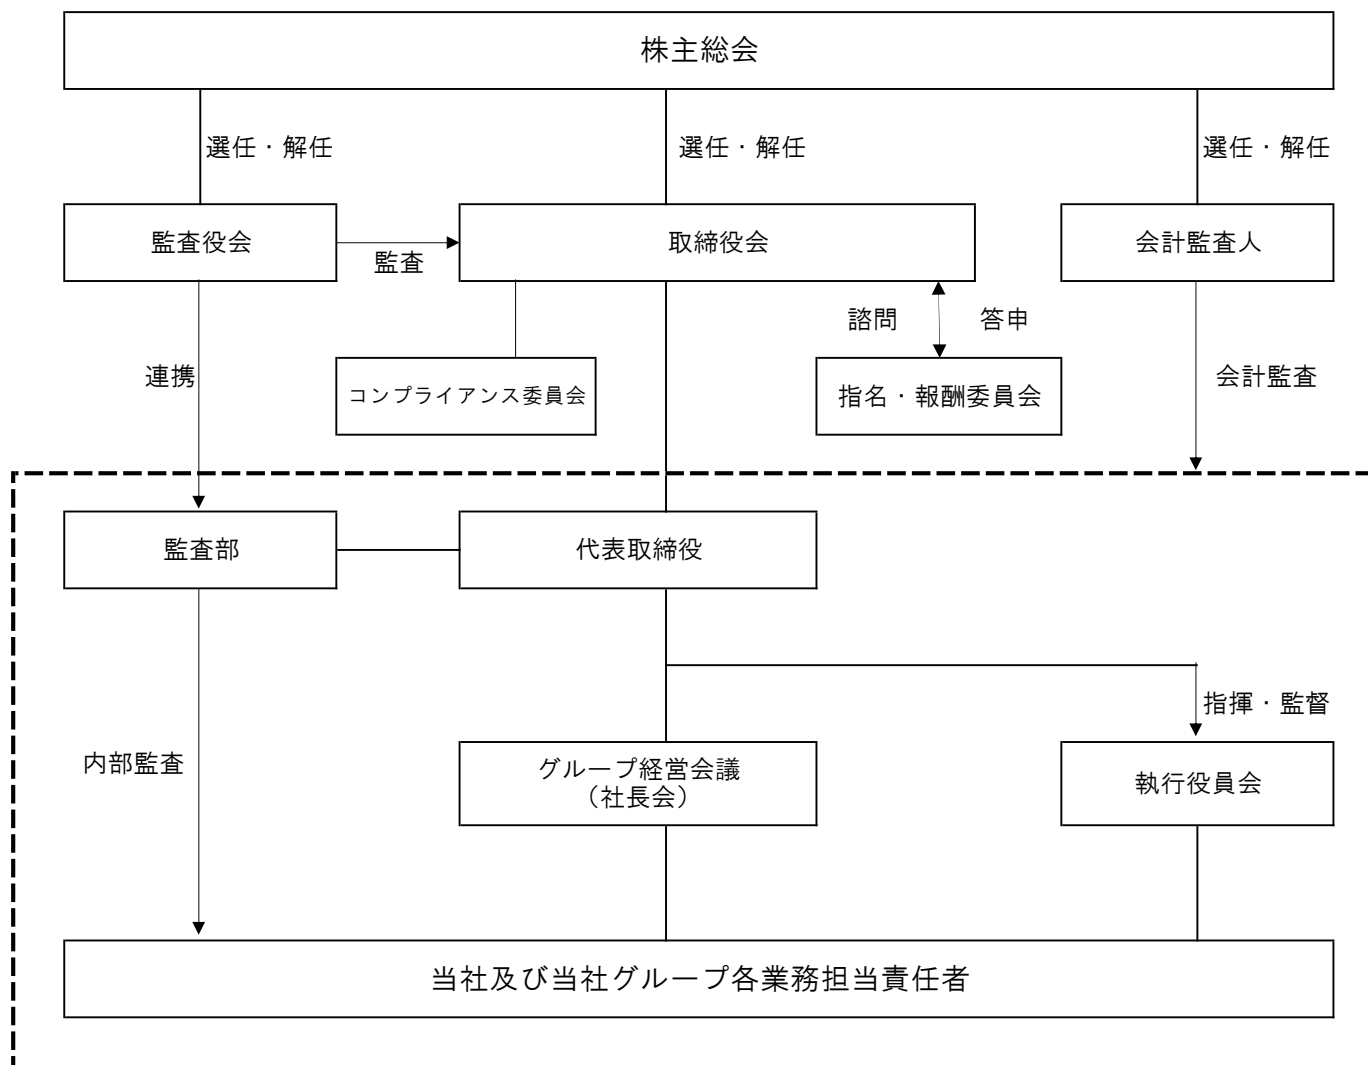 株主総会
選任・解任
選任・解任
選任・解任
監査役会
監査
取締役会
会計監査人
諮問
答申
連携
コンプライアンス委員会
指名・報酬委員会
会計監査
監査部
代表取締役
指揮・監督
内部監査
グループ経営会議
（社長会）
執行役員会
当社及び当社グループ各業務担当責任者